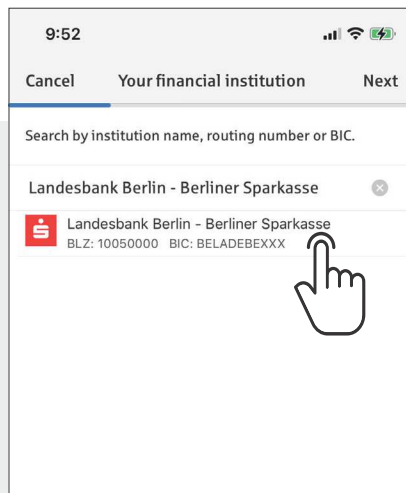 9:52
Cancel Your financial institution Next
Search by institution name, routing number or BIC.
Landesbank Berlin - Berliner Sparkasse
Landesbank Berlin - Berliner Sparkasse
BLZ: 10050000 BIC: BELADEBEXXX